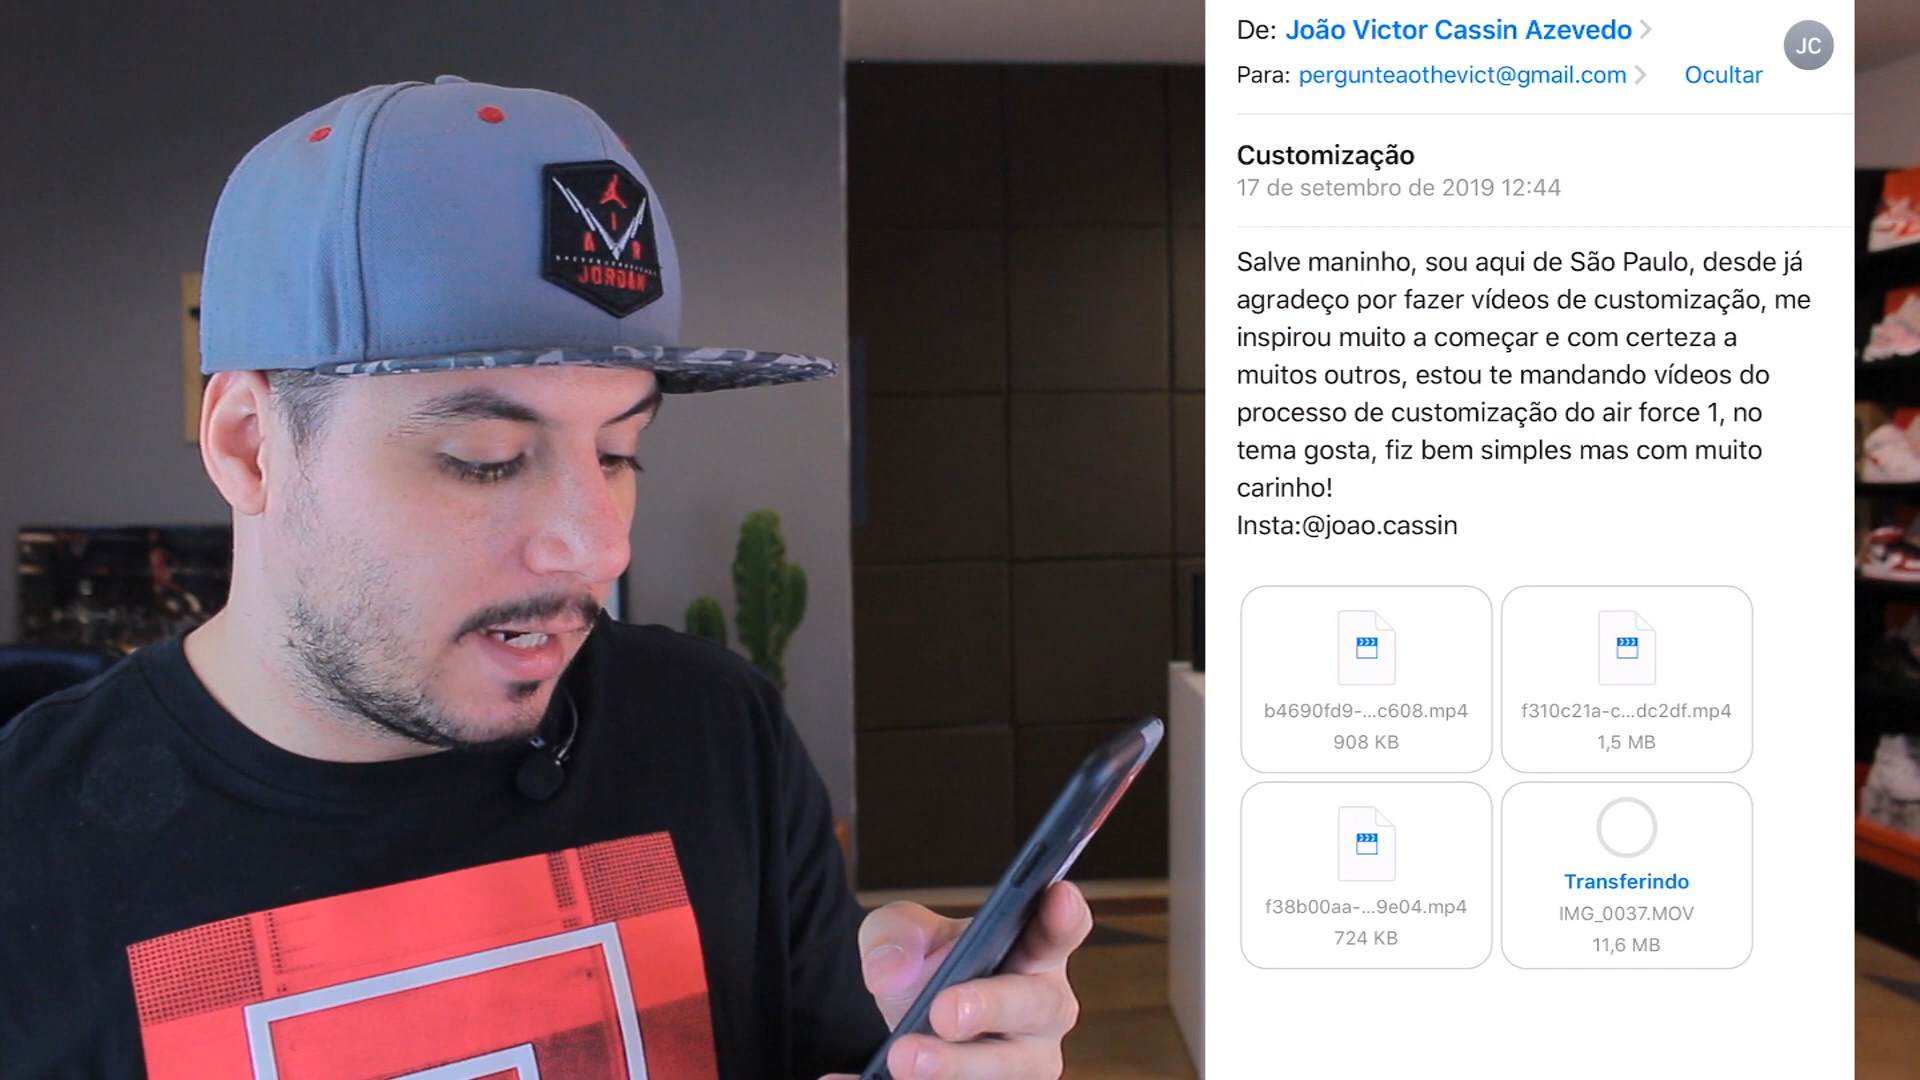 AIR
JORDAN
De: João Victor Cassin Azevedo
JC
Para: pergunteaothevict@gmail.com
Ocultar
Customização
17 de setembro de 2019 12:44
Salve maninho, sou aqui de São Paulo, desde já
agradeço por fazer vídeos de customização, me
inspirou muito a começar e com certeza a
muitos outros, estou te mandando vídeos do
processo de customização do air force 1, no
tema gosta, fiz bem simples mas com muito
carinho!
Insta:@joao.cassin
b4690fd9-...c608.mp4
908 KB
f310c21a-c...dc2df.mp4
1,5 MB
f38b00aa-...9e04.mp4
724 KB
Transferindo
IMG_0037.MOV
11,6 MB